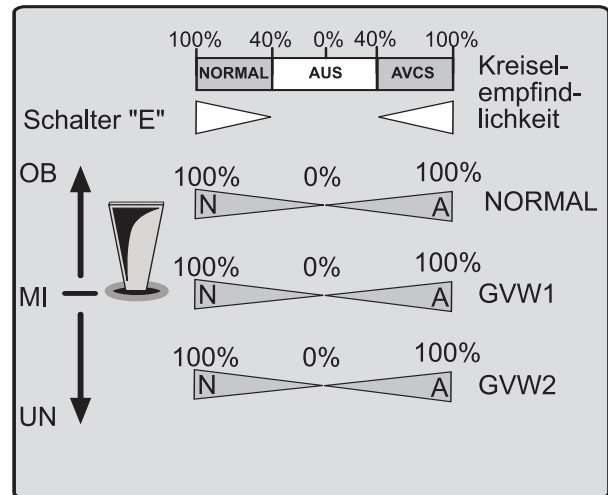 100% 40% 0% 40% 100%
NORMAL AUS AVCS
Kreisel-
empfind-
lichkeit
Schalter "E"
OB
100% 0% 100%
N A NORMAL
MI
100% 0% 100%
N A GVW1
100% 0% 100%
N A GVW2
UN